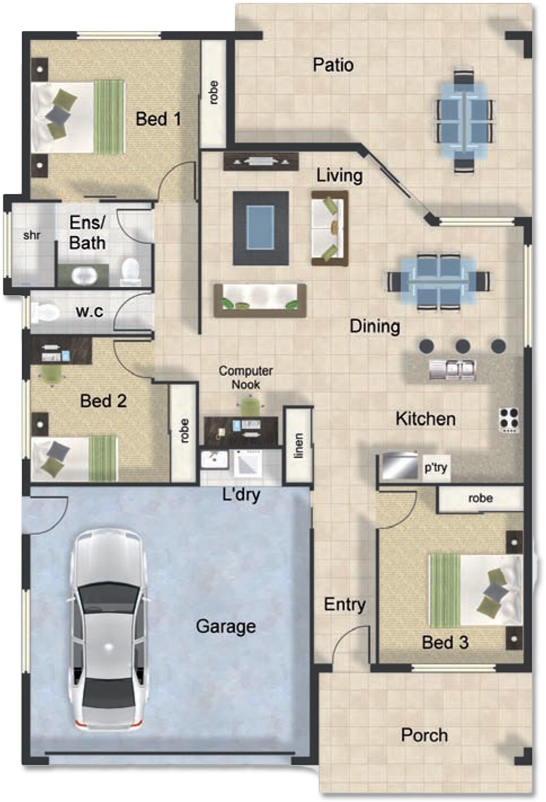 Patio
robe
Bed 1
Living
Ens/
Bath
shr
w.c
Dining
Computer
Nook
Bed 2
robe
Kitchen
linen
p'try
L'dry
robe
Entry
Garage
Bed 3
Porch